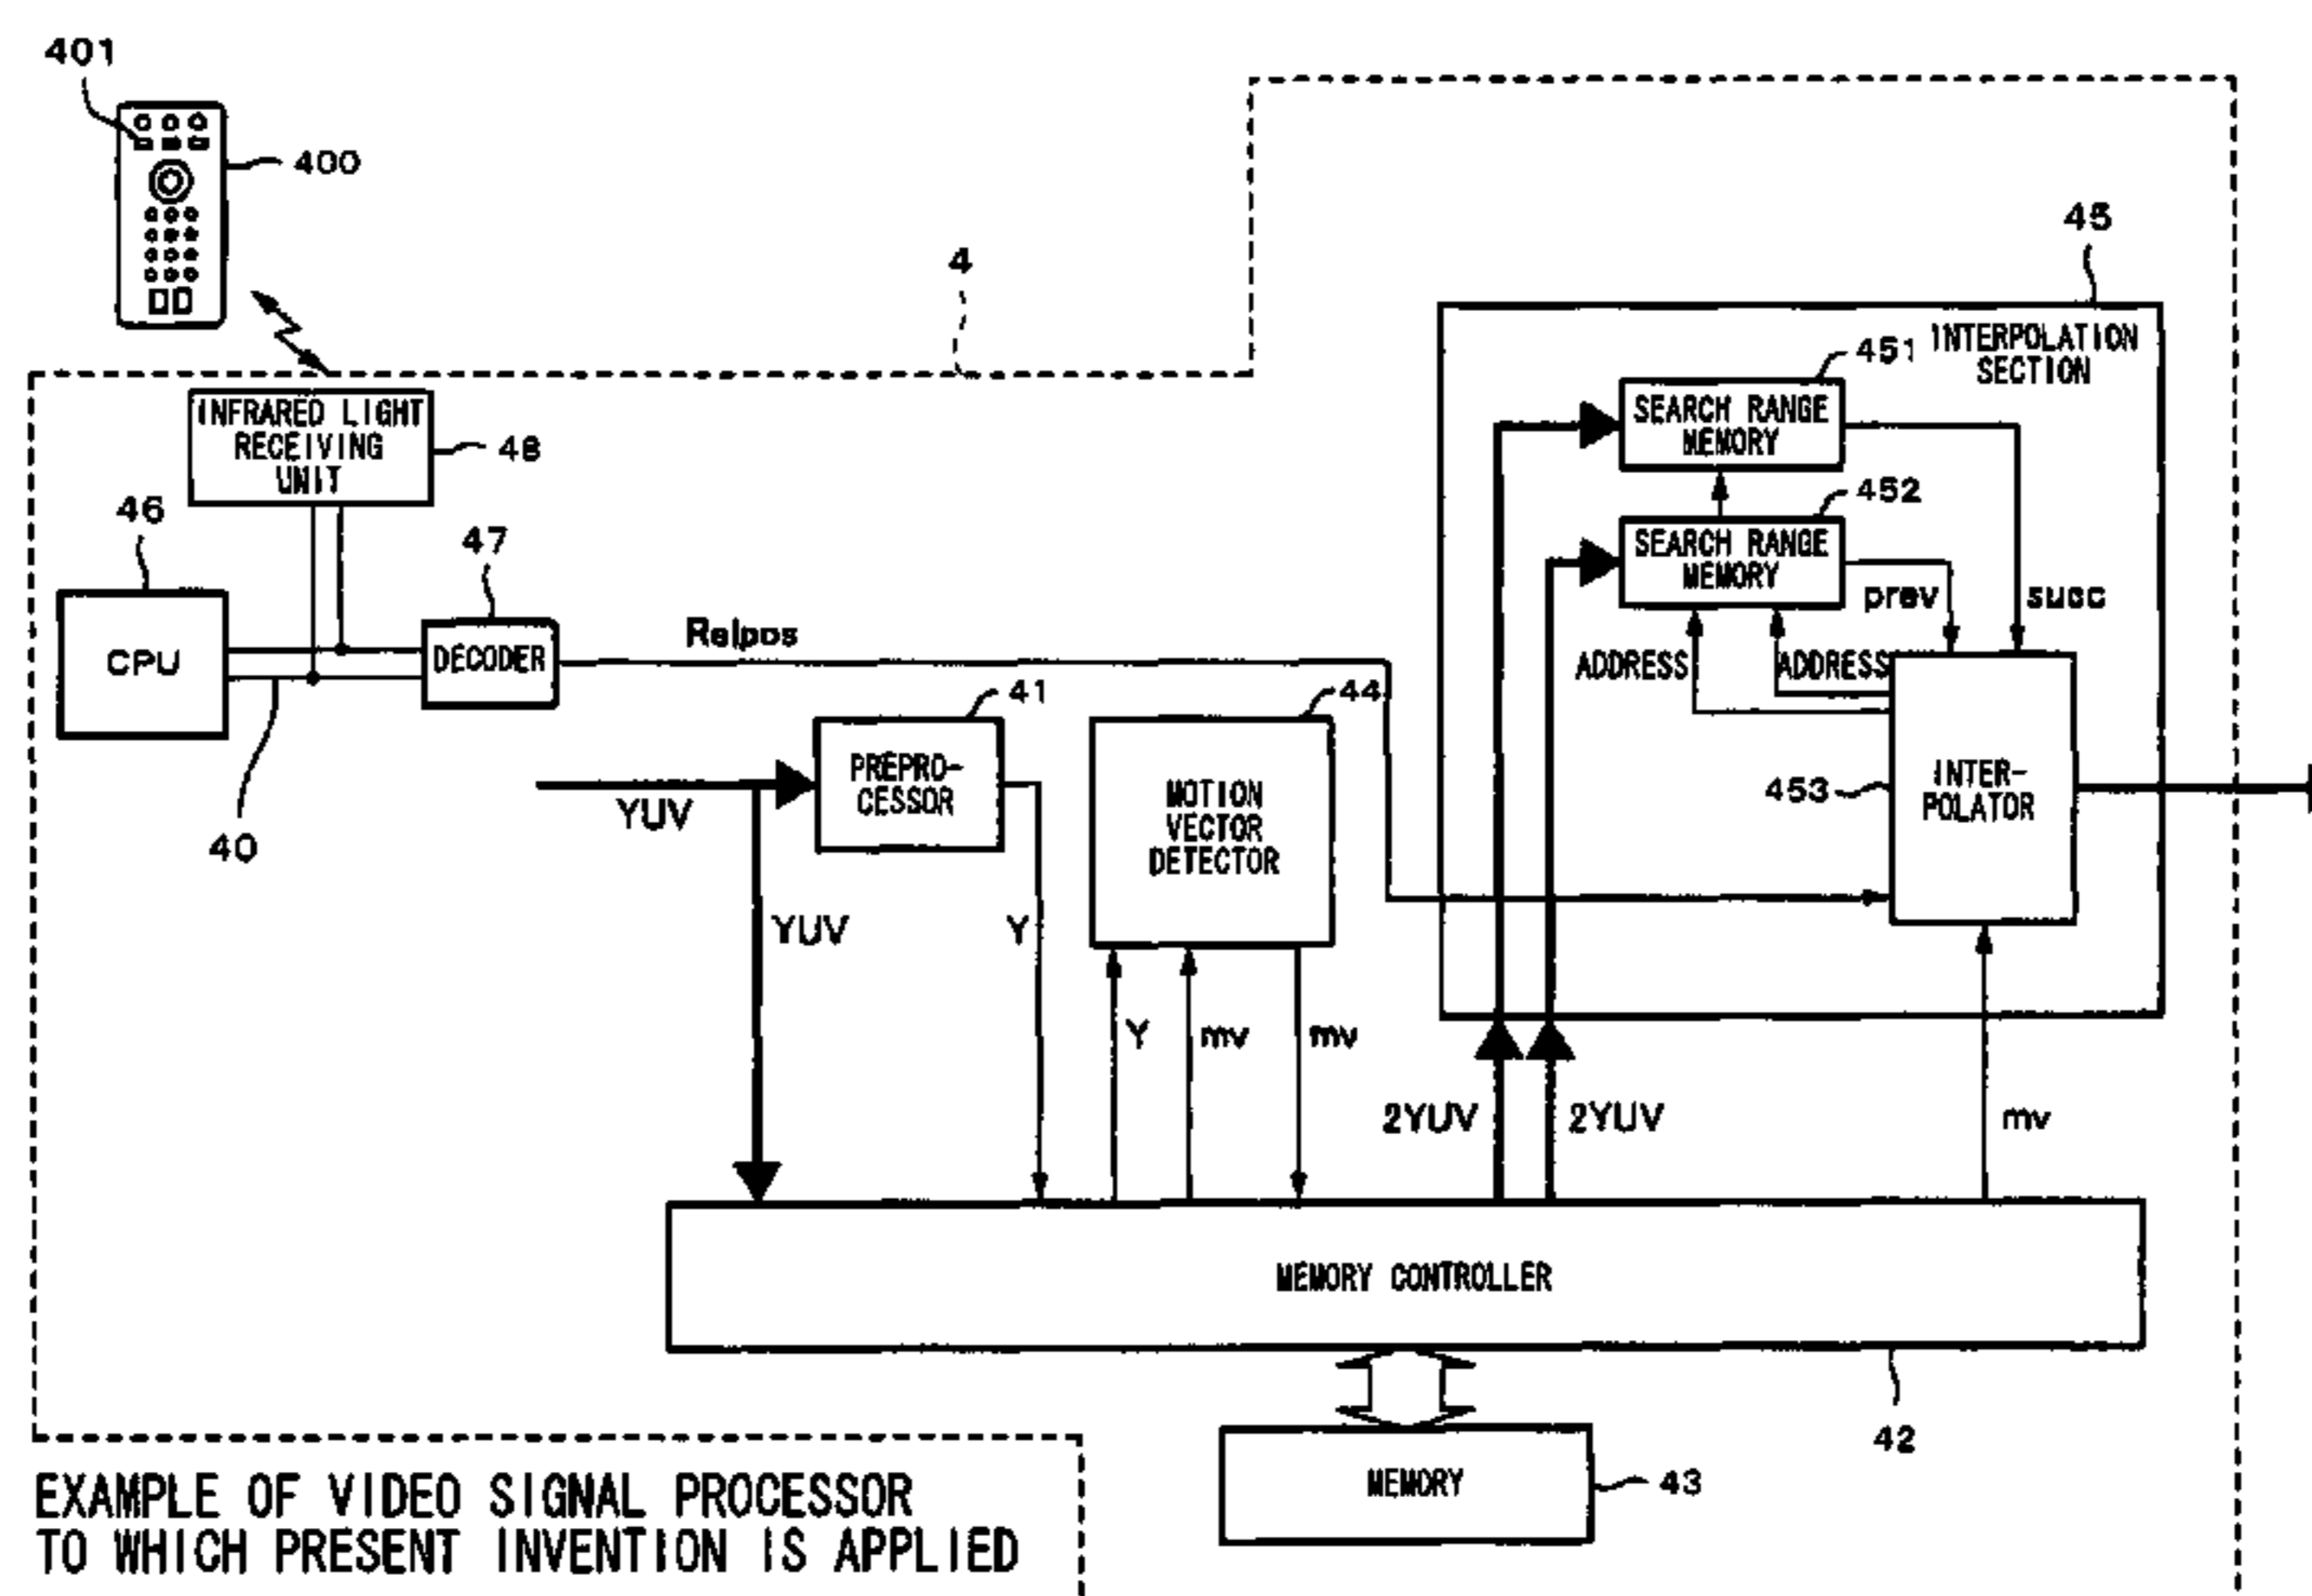 401
400
4
45
INTERPOLATION
SECTION
451
SEARCH RANGE
MEMORY
INFRARED LIGHT
RECEIVING
UNIT
48
452
SEARCH RANGE
MEMORY
46
47
prev
succ
CPU
DECODER
Relpos
ADDRESS
ADDRESS
41
44
PREPRO-
CESSOR
MOTION
VECTOR
DETECTOR
453
INTER-
POLATOR
YUV
40
YUV
Y
Y
mv
mv
2YUV
2YUV
mv
MEMORY CONTROLLER
42
MEMORY
43
EXAMPLE OF VIDEO SIGNAL PROCESSOR
TO WHICH PRESENT INVENTION IS APPLIED